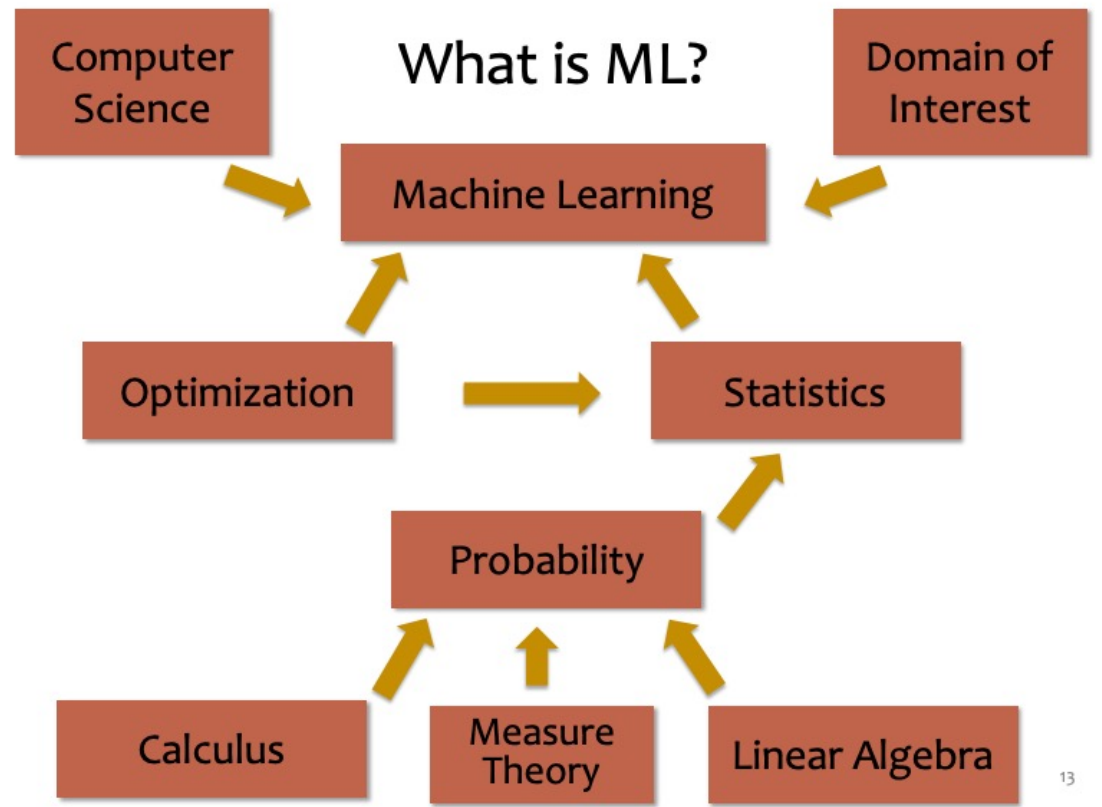 Computer
Science
What is ML?
Domain of
Interest
Machine Learning
Optimization
Statistics
Probability
Calculus
Measure
Theory
Linear Algebra
13